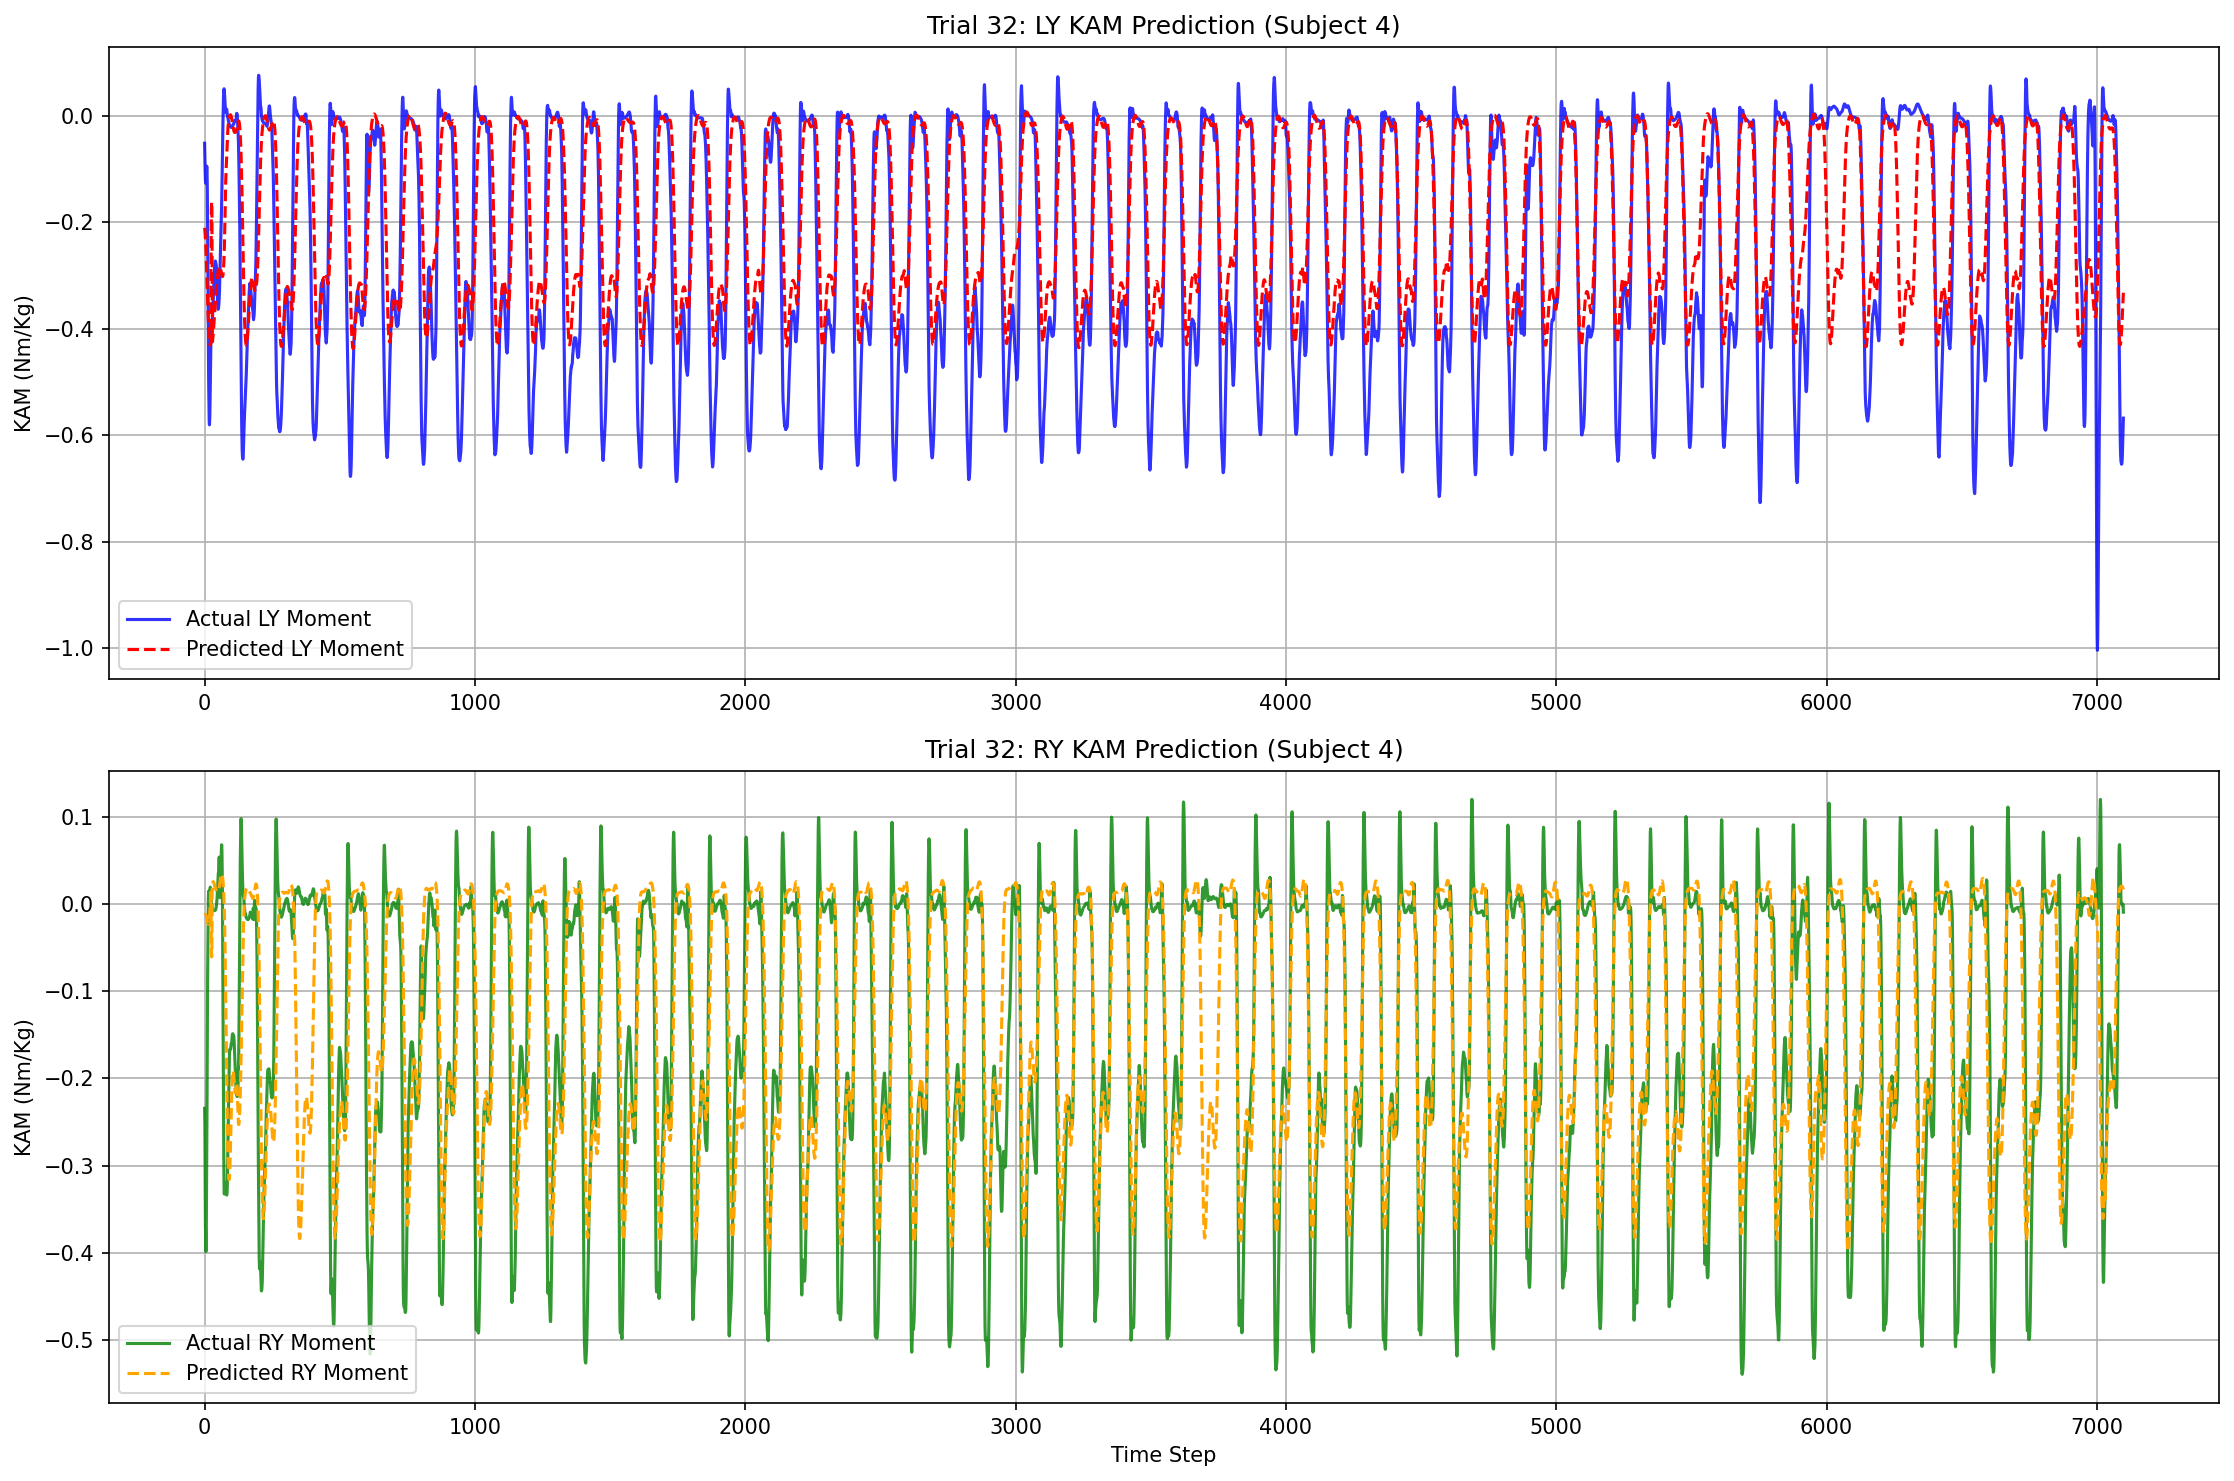 Trial 32: LY KAM Prediction (Subject 4)
KAM (Nm/Kg)
0.0
−0.2
−0.4
−0.6
−0.8
−1.0
Actual LY Moment
Predicted LY Moment
0 1000 2000 3000 4000 5000 6000 7000
Trial 32: RY KAM Prediction (Subject 4)
KAM (Nm/Kg)
0.1
0.0
−0.1
−0.2
−0.3
−0.4
−0.5
Actual RY Moment
Predicted RY Moment
0 1000 2000 3000 4000 5000 6000 7000
Time Step